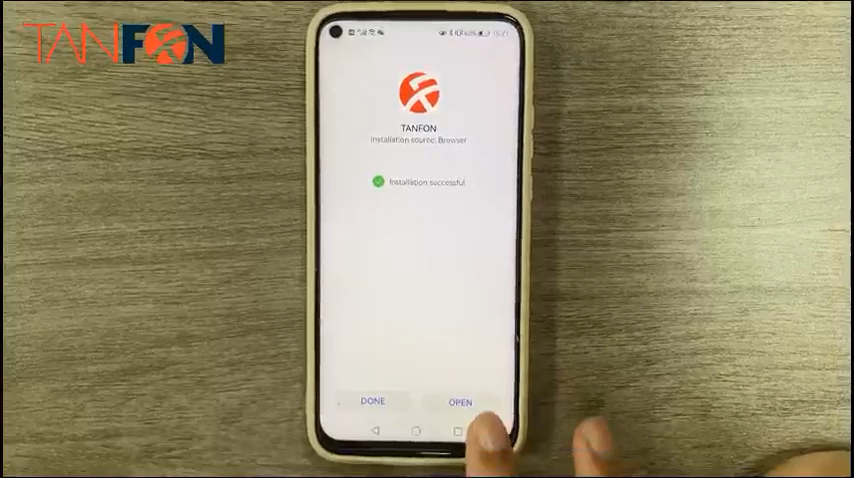 TANFON
TANFON
Installation source: Browser
Installation successful
DONE
OPEN